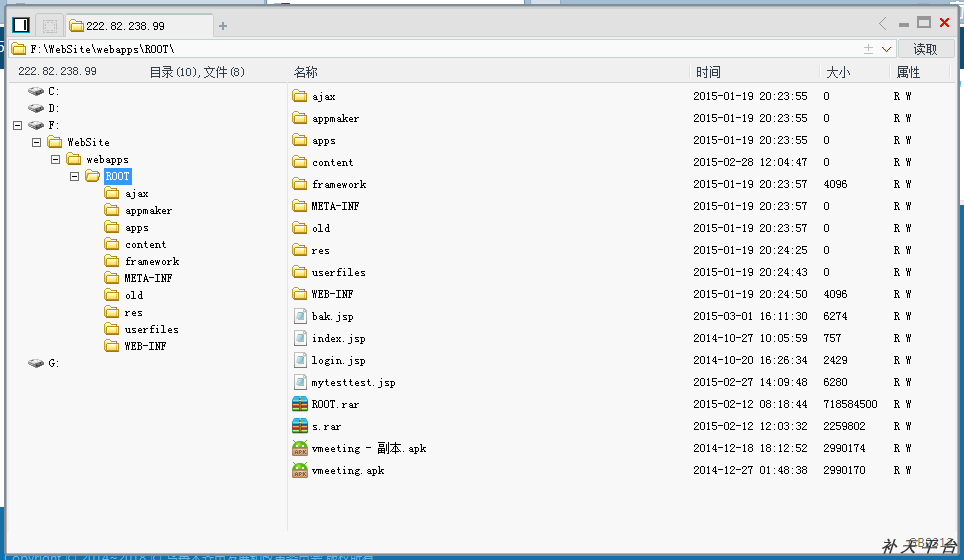 222.82.238.99
F:\WebSite\webapps\ROOT\
读取
222.82.238.99 目录(10),文件(8)
名称 时间 大小 属性
C:
D:
F:
WebSite
webapps
ROOT
ajax
appmaker
apps
content
framework
META-INF
old
res
userfiles
WEB-INF
G:
ajax 2015-01-19 20:23:55 0 R W
appmaker 2015-01-19 20:23:55 0 R W
apps 2015-01-19 20:23:55 0 R W
content 2015-02-28 12:04:47 0 R W
framework 2015-01-19 20:23:57 4096 R W
META-INF 2015-01-19 20:23:57 0 R W
old 2015-01-19 20:23:57 0 R W
res 2015-01-19 20:24:25 0 R W
userfiles 2015-01-19 20:24:43 0 R W
WEB-INF 2015-01-19 20:24:50 4096 R W
bak.jsp 2015-03-01 16:11:30 6274 R W
index.jsp 2014-10-27 10:05:59 757 R W
login.jsp 2014-10-20 16:26:34 2429 R W
mytesttest.jsp 2015-02-27 14:09:48 6280 R W
ROOT.rar 2015-02-12 08:18:44 718584500 R W
s.rar 2015-02-12 12:03:32 2259802 R W
vmeeting - 副本.apk 2014-12-18 18:12:52 2990174 R W
vmeeting.apk 2014-12-27 01:48:38 2990170 R W
GB2312
补天平台